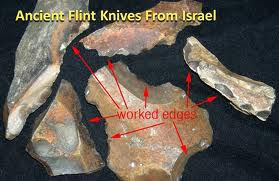 Ancient Flint Knives From Israel
worked edges